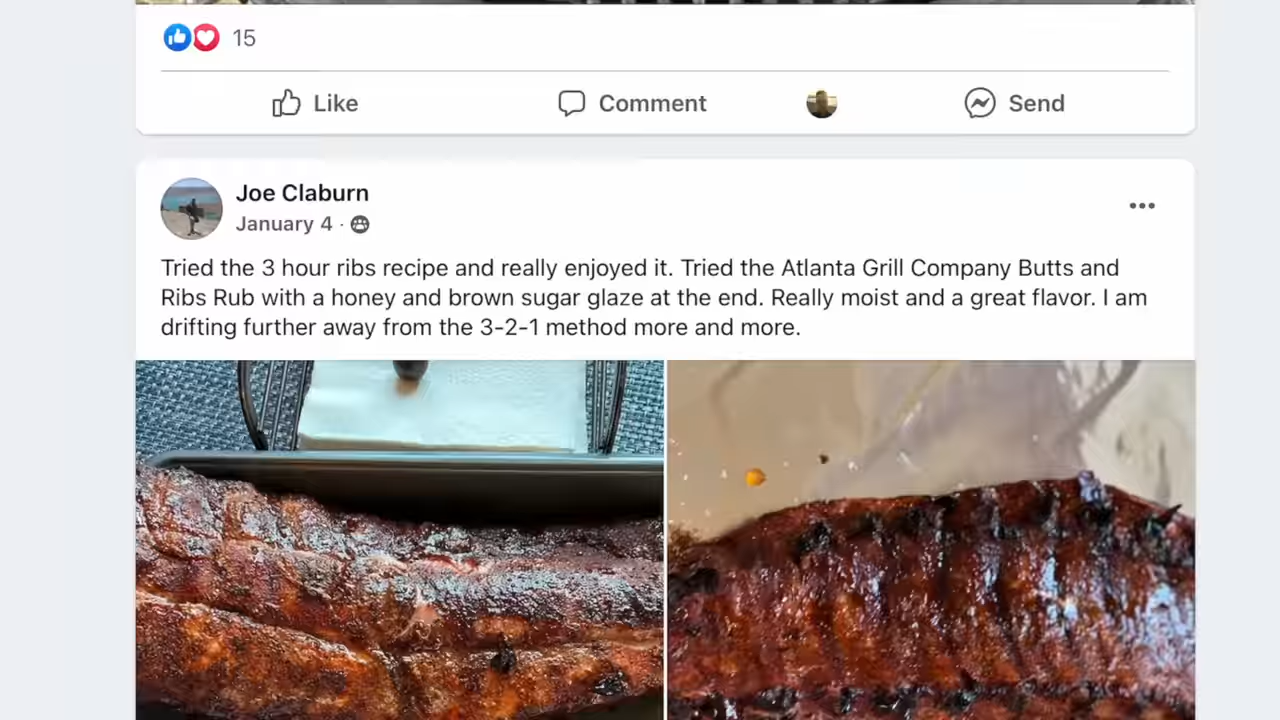 15
Like
Comment
Send
Joe Claburn
January 4 ·
Tried the 3 hour ribs recipe and really enjoyed it. Tried the Atlanta Grill Company Butts and
Ribs Rub with a honey and brown sugar glaze at the end. Really moist and a great flavor. I am
drifting further away from the 3-2-1 method more and more.